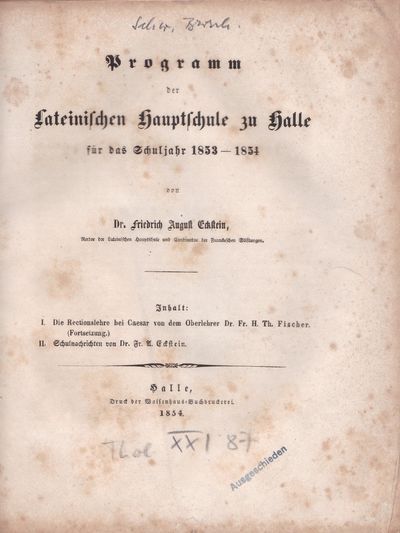 Programm
der
Lateinischen Hauptschule zu Halle
für das Schuljahr 1853—1854
von
Dr. Friedrich August Eckstein,
Rector der Lateinischen Hauptschule und Condirector der Franckeschen Stiftungen.
Inhalt:
I. Die Rectionslehre bei Caesar von dem Oberlehrer Dr. Fr. H. Th. Fischer.
(Fortsetzung.)
II. Schulnachrichten von Dr. Fr. A. Eckstein.
Halle,
Druck der Waisenhaus-Buchdruckerei.
1854.
XXI 87
Ausgeschieden